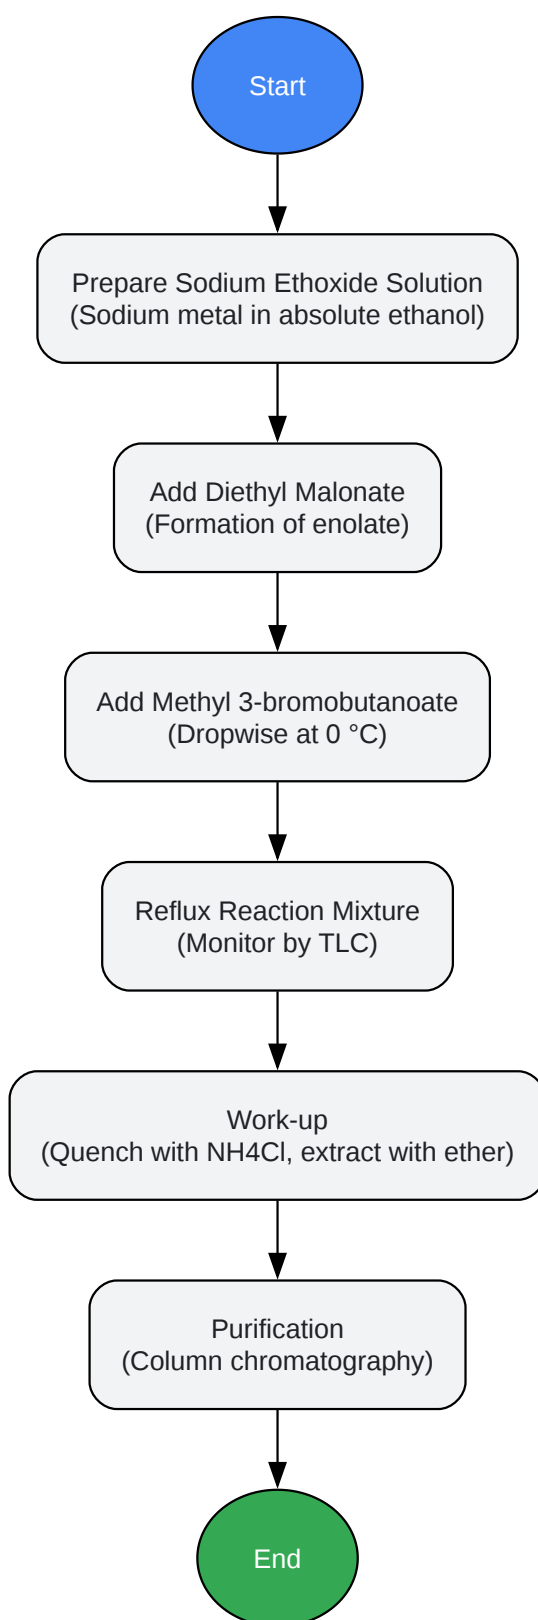 Start
Prepare Sodium Ethoxide Solution
(Sodium metal in absolute ethanol)
Add Diethyl Malonate
(Formation of enolate)
Add Methyl 3-bromobutanoate
(Dropwise at 0 °C)
Reflux Reaction Mixture
(Monitor by TLC)
Work-up
(Quench with NH4Cl, extract with ether)
Purification
(Column chromatography)
End